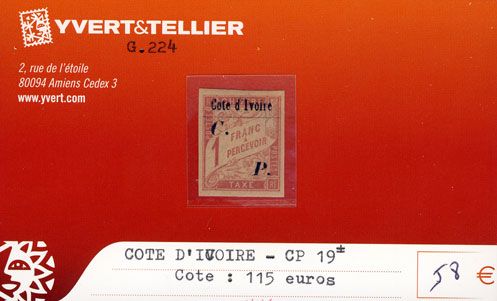 YVERT&TELLIER
G.224
2, rue de l'étoile
80094 Amiens Cedex 3
www.yvert.com
Cote d'Ivoire
C.
1 FRANC
À
PERCEVOIR
P.
TAXE
COTE D'IVOIRE - CP 19*
Cote : 115 euros
58 €